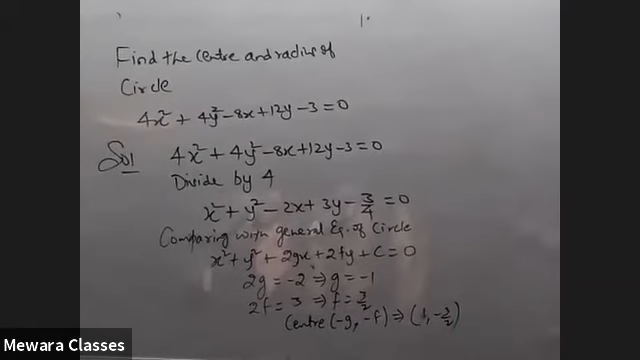 Find the centre and radius of
Circle
4x² + 4y² - 8x + 12y - 3 = 0
Sol 4x² + 4y² - 8x + 12y - 3 = 0
Divide by 4
x² + y² - 2x + 3y - 3/4 = 0
Comparing with general Eq. of Circle
x² + y² + 2gx + 2fy + C = 0
2g = -2 ⇒ g = -1
2f = 3 ⇒ f = 3/2
Centre (-g, -f) ⇒ (1, -3/2)
Mewara Classes